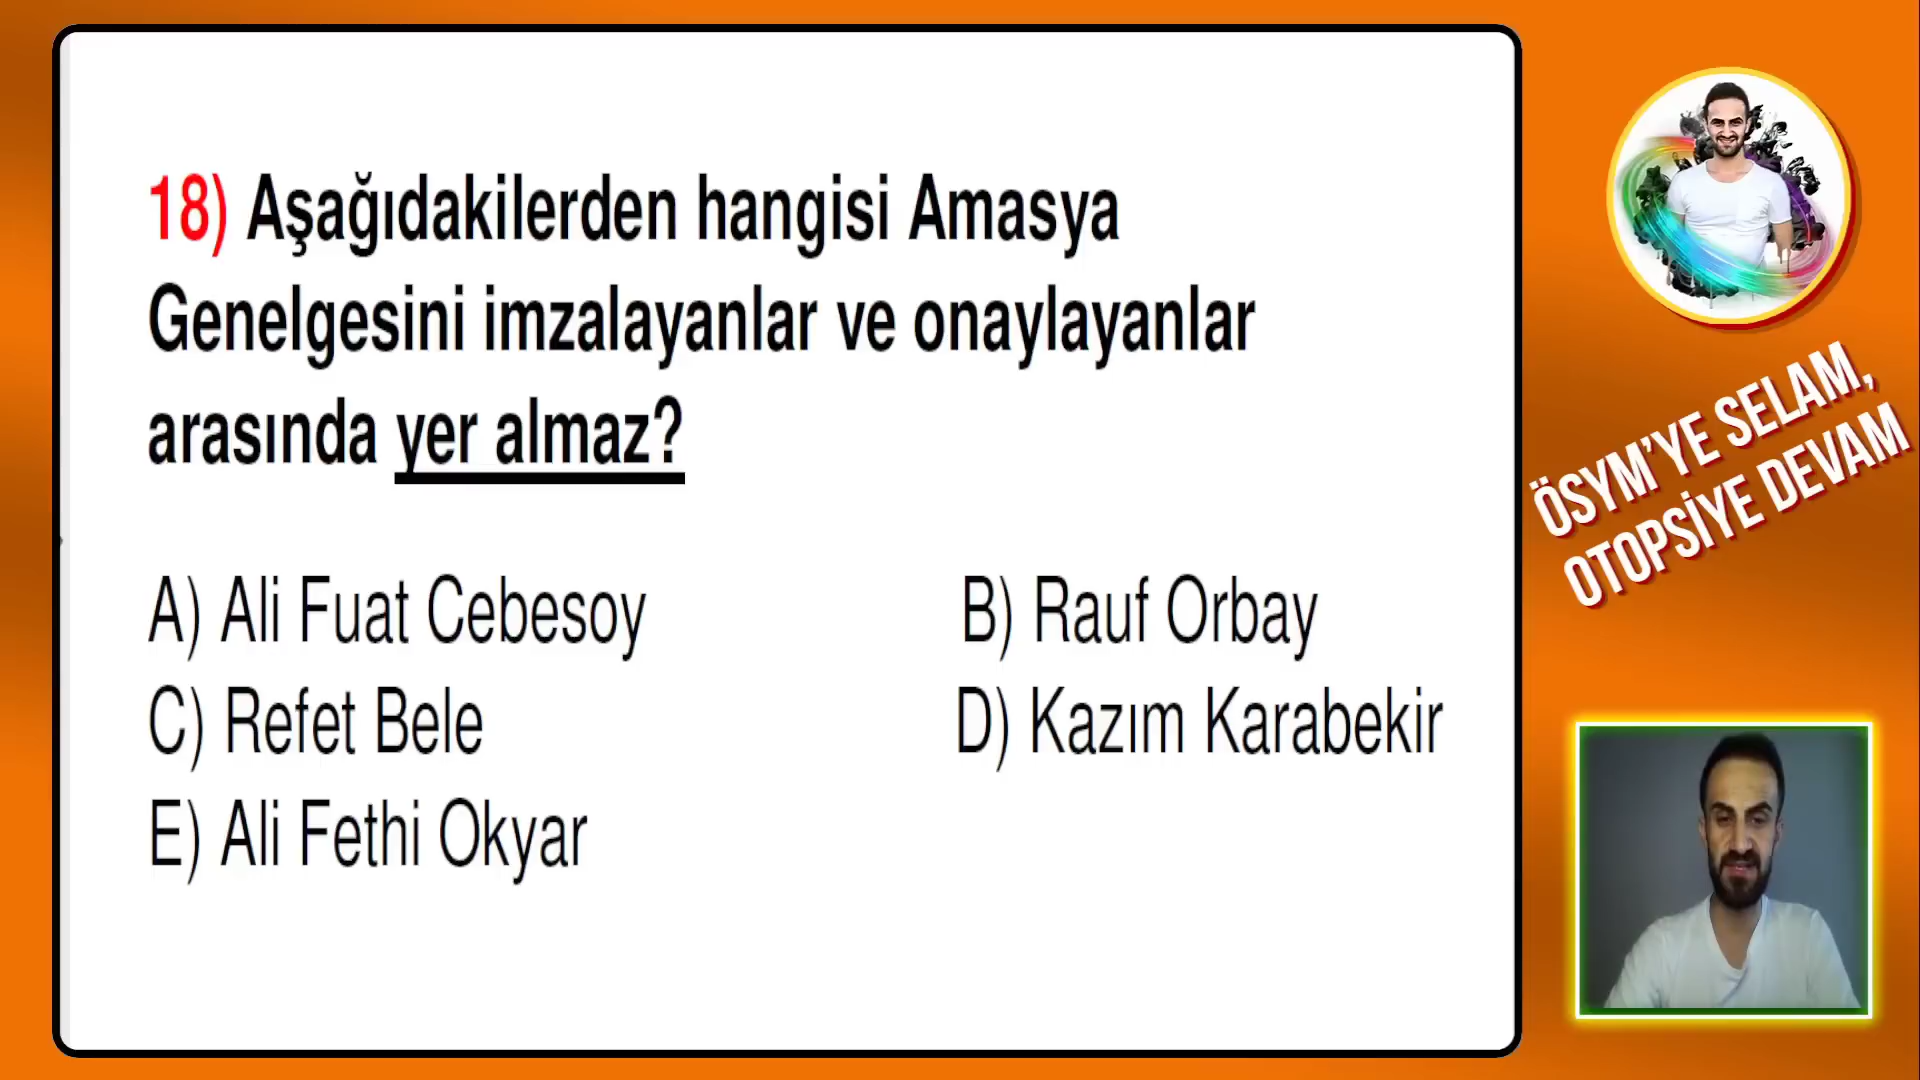 18) Aşağıdakilerden hangisi Amasya
Genelgesini imzalayanlar ve onaylayanlar
arasında yer almaz?
A) Ali Fuat Cebesoy
B) Rauf Orbay
C) Refet Bele
D) Kazım Karabekir
E) Ali Fethi Okyar
ÖSYM'YE SELAM,
OTOPSİYE DEVAM